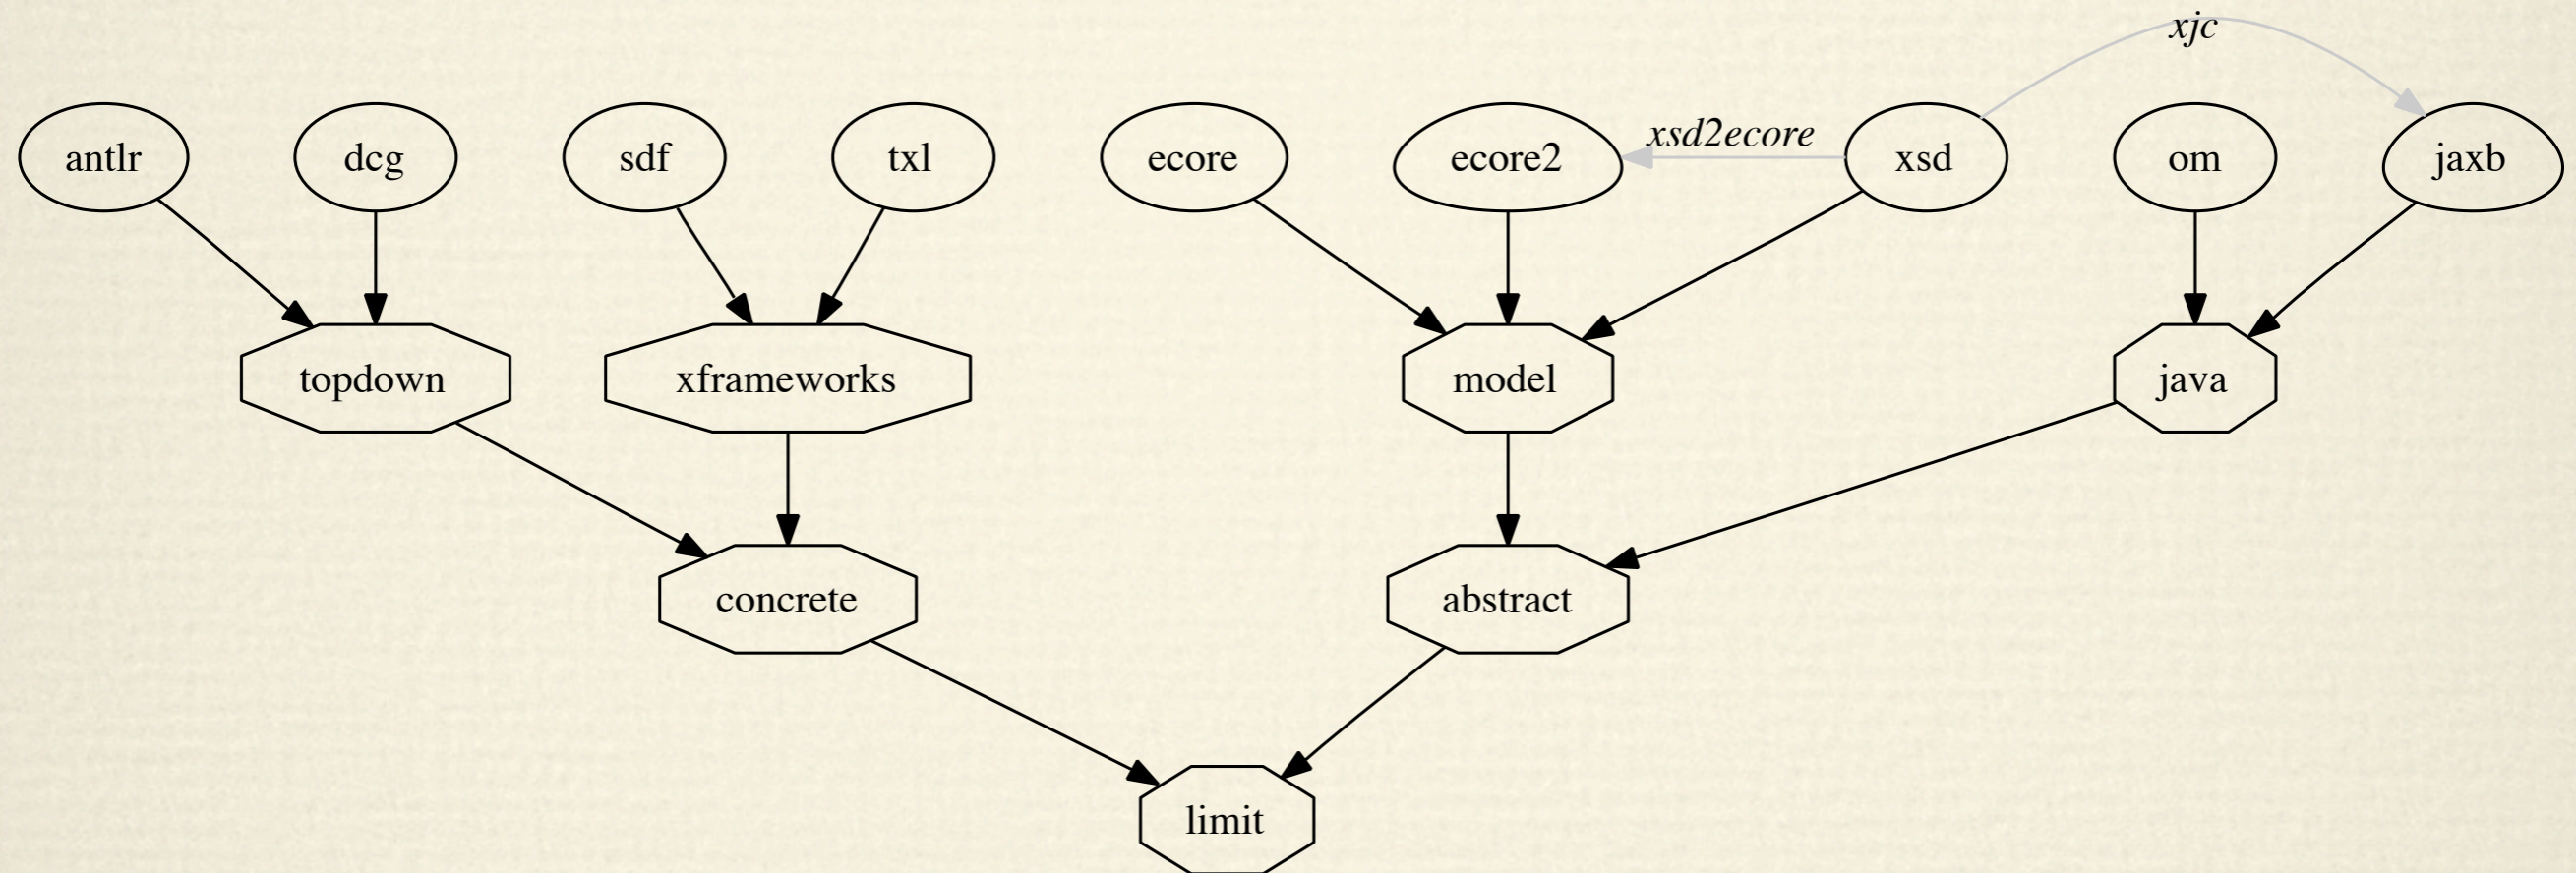 xjc
antlr
dcg
sdf
txl
ecore
ecore2
xsd2ecore
xsd
om
jaxb
topdown
xframeworks
model
java
concrete
abstract
limit